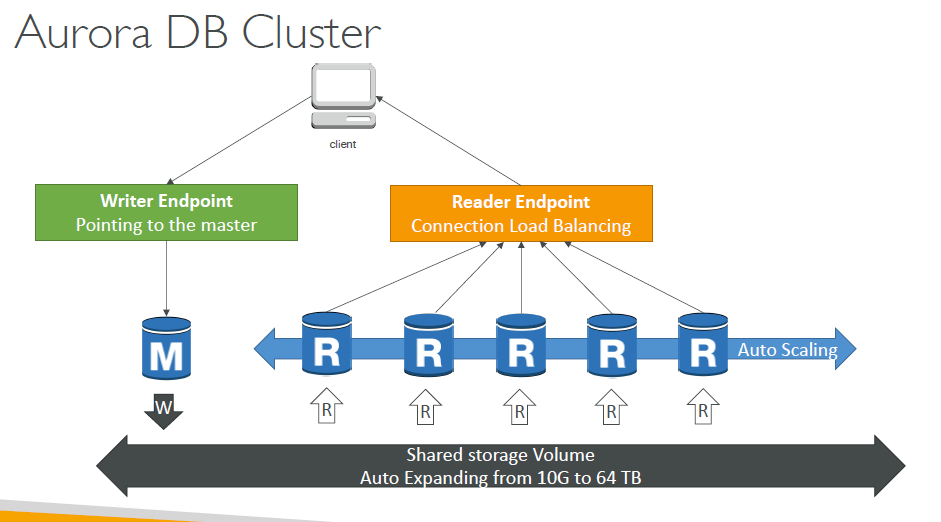 Aurora DB Cluster
client
Writer Endpoint
Pointing to the master
Reader Endpoint
Connection Load Balancing
M
R
R
R
R
R
Auto Scaling
W
R
R
R
R
R
Shared storage Volume
Auto Expanding from 10G to 64 TB